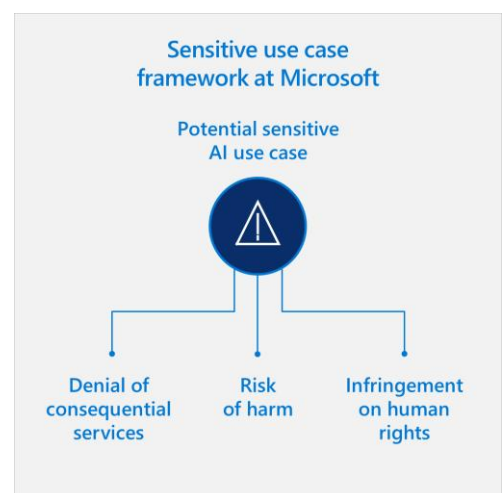 Sensitive use case
framework at Microsoft
Potential sensitive
AI use case
Denial of
consequential
services
Risk
of harm
Infringement
on human
rights